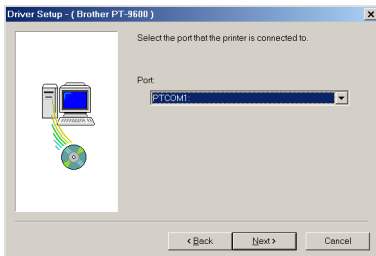 Driver Setup - ( Brother PT-9600 )
Select the port that the printer is connected to.
Port:
PTCOM1:
< Back
Next >
Cancel